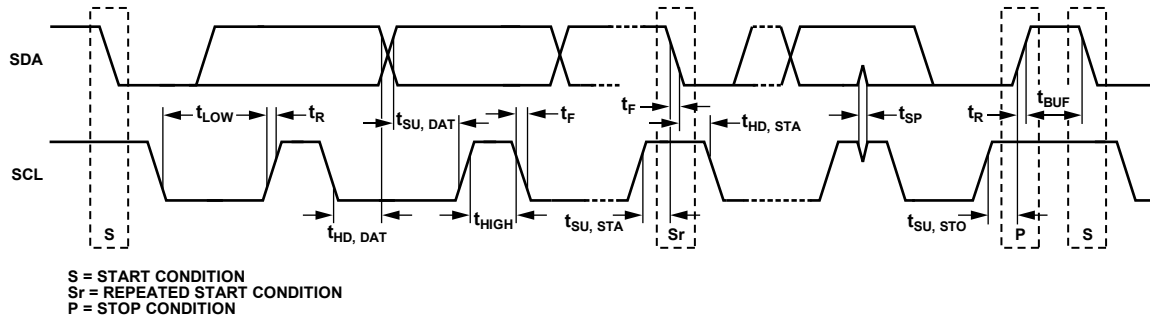 SDA
tLOW
tR
tSU, DAT
tF
tF
tHD, STA
tSP
tR
tBUF
SCL
S
tHD, DAT
tHIGH
tSU, STA
Sr
tSU, STO
P
S
S = START CONDITION
Sr = REPEATED START CONDITION
P = STOP CONDITION